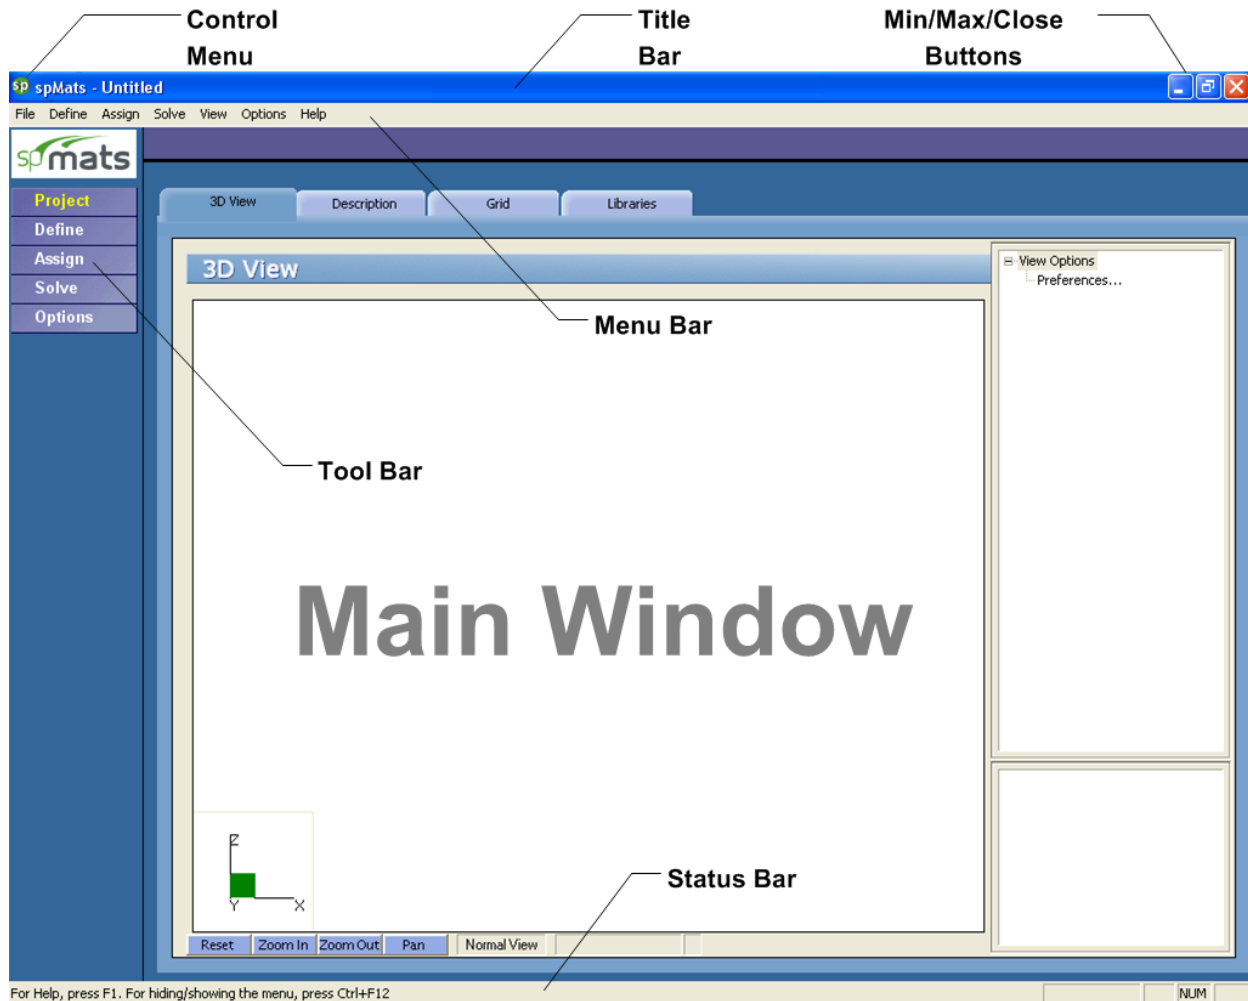 Control Menu
Title Bar
Min/Max/Close Buttons
sp spMats - Untitled
File Define Assign Solve View Options Help
spmats
Project
Define
Assign
Solve
Options
3D View Description Grid Libraries
3D View
View Options
Preferences...
Menu Bar
Tool Bar
Main Window
Z
Y X
Status Bar
Reset Zoom In Zoom Out Pan Normal View
For Help, press F1. For hiding/showing the menu, press Ctrl+F12
NUM